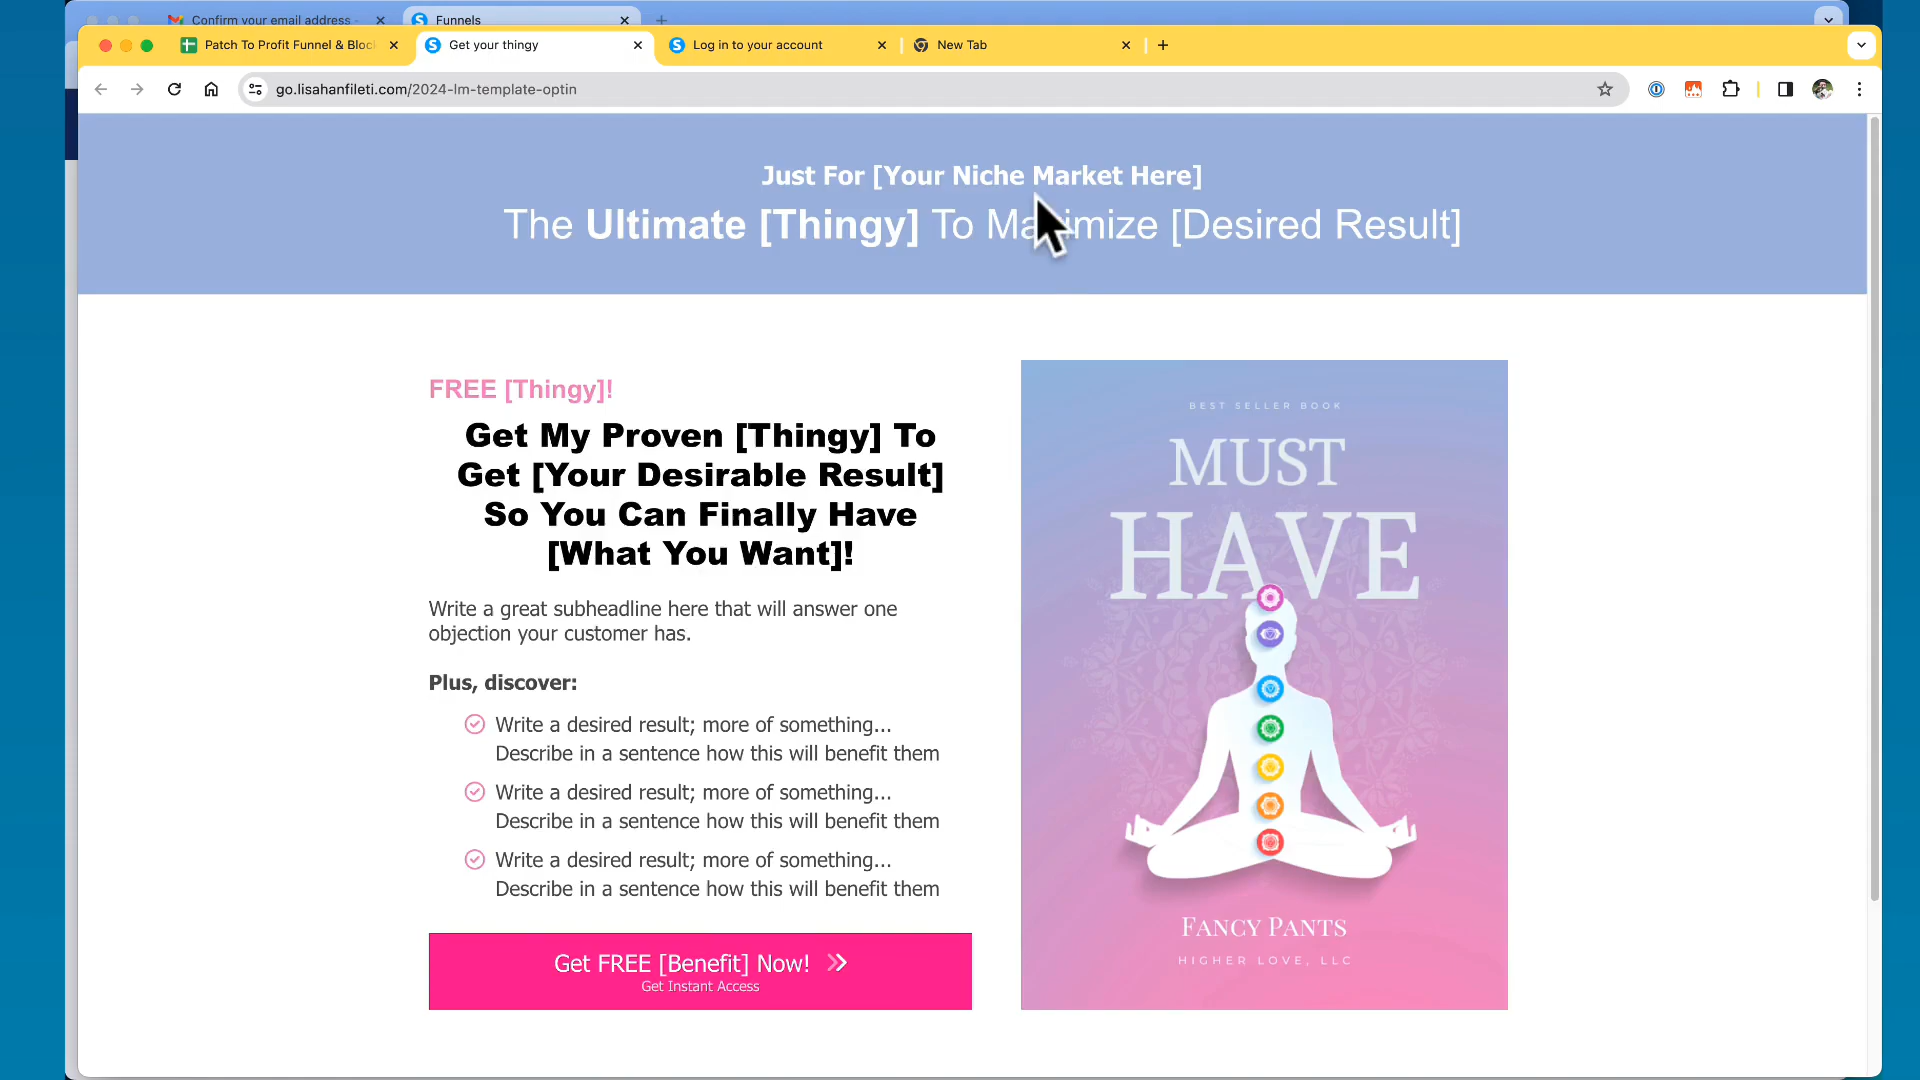 Confirm your email address -
Funnels
Patch To Profit Funnel & Bloc
Get your thingy
Log in to your account
New Tab
go.lisahanfileti.com/2024-lm-template-optin
Just For [Your Niche Market Here]
The Ultimate [Thingy] To Maximize [Desired Result]
FREE [Thingy]!
Get My Proven [Thingy] To
Get [Your Desirable Result]
So You Can Finally Have
[What You Want]!
Write a great subheadline here that will answer one
objection your customer has.
Plus, discover:
Write a desired result; more of something...
Describe in a sentence how this will benefit them
Write a desired result; more of something...
Describe in a sentence how this will benefit them
Write a desired result; more of something...
Describe in a sentence how this will benefit them
Get FREE [Benefit] Now!
Get Instant Access
BEST SELLER BOOK
MUST
HAVE
FANCY PANTS
HIGHER LOVE, LLC